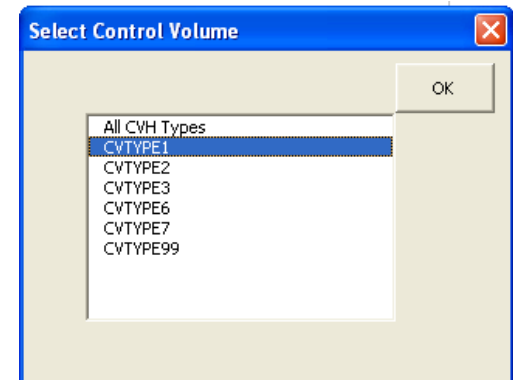 Select Control Volume
OK
All CVH Types
CVTYPE1
CVTYPE2
CVTYPE3
CVTYPE6
CVTYPE7
CVTYPE99